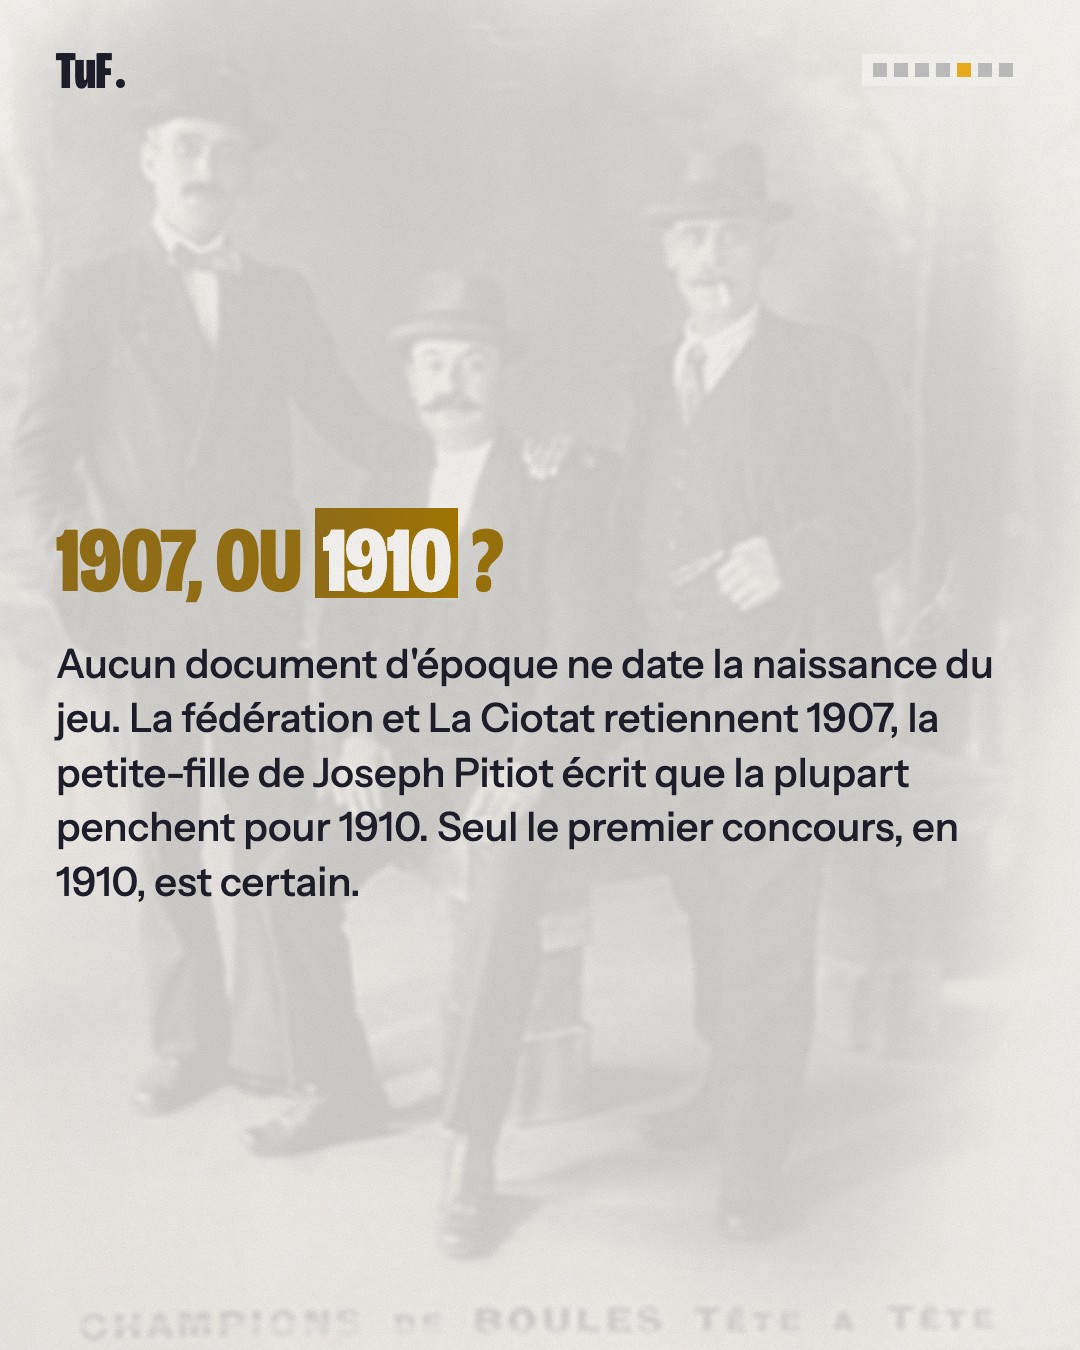 TuF.
1907, OU 1910 ?
Aucun document d'époque ne date la naissance du
jeu. La fédération et La Ciotat retiennent 1907, la
petite-fille de Joseph Pitiot écrit que la plupart
penchent pour 1910. Seul le premier concours, en
1910, est certain.
CHAMPIONS DE BOULES TÊTE A TÊTE